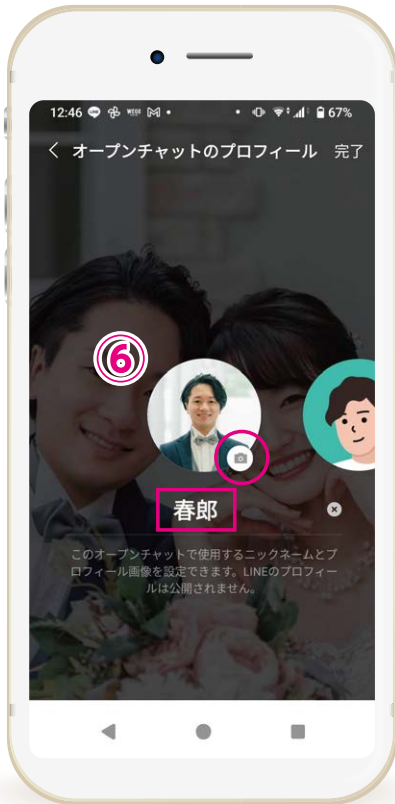 12:46 67%
オープンチャットのプロフィール 完了
⑥
春郎
このオープンチャットで使用するニックネームとプ
ロフィール画像を設定できます。LINEのプロフィー
ルは公開されません。